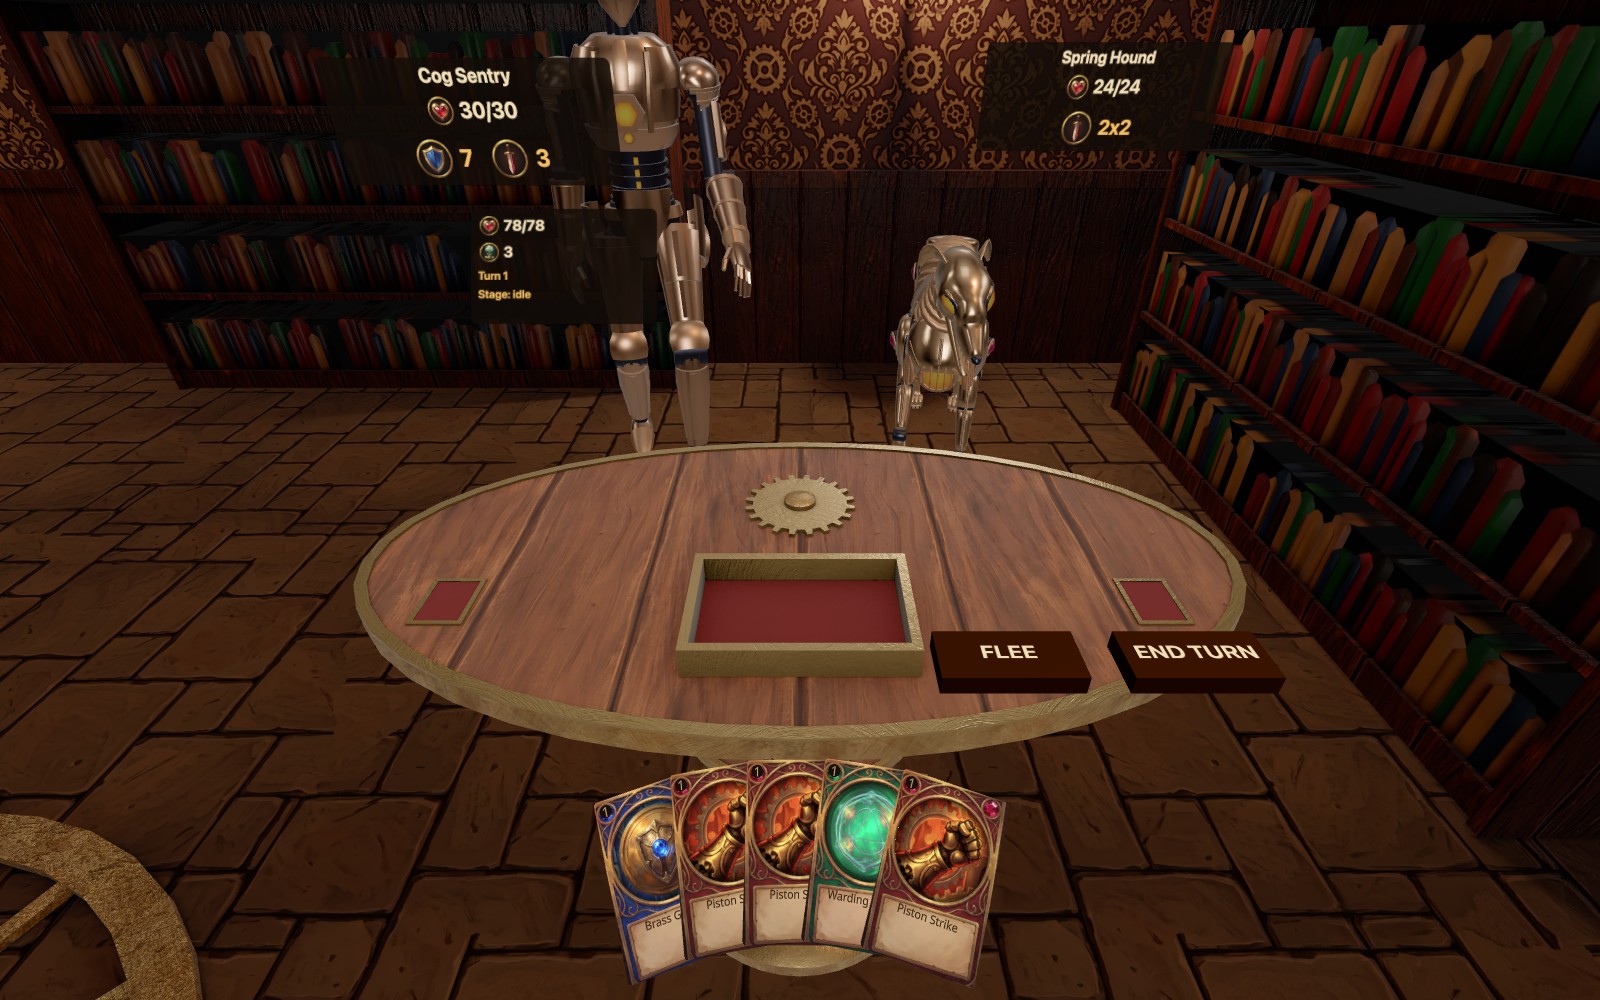 Cog Sentry
30/30
7 3
Spring Hound
24/24
2x2
78/78
3
Turn 1
Stage: idle
FLEE
END TURN
1
Brass G
1
Piston S
1
Piston S
1
Warding
1
Piston Strike